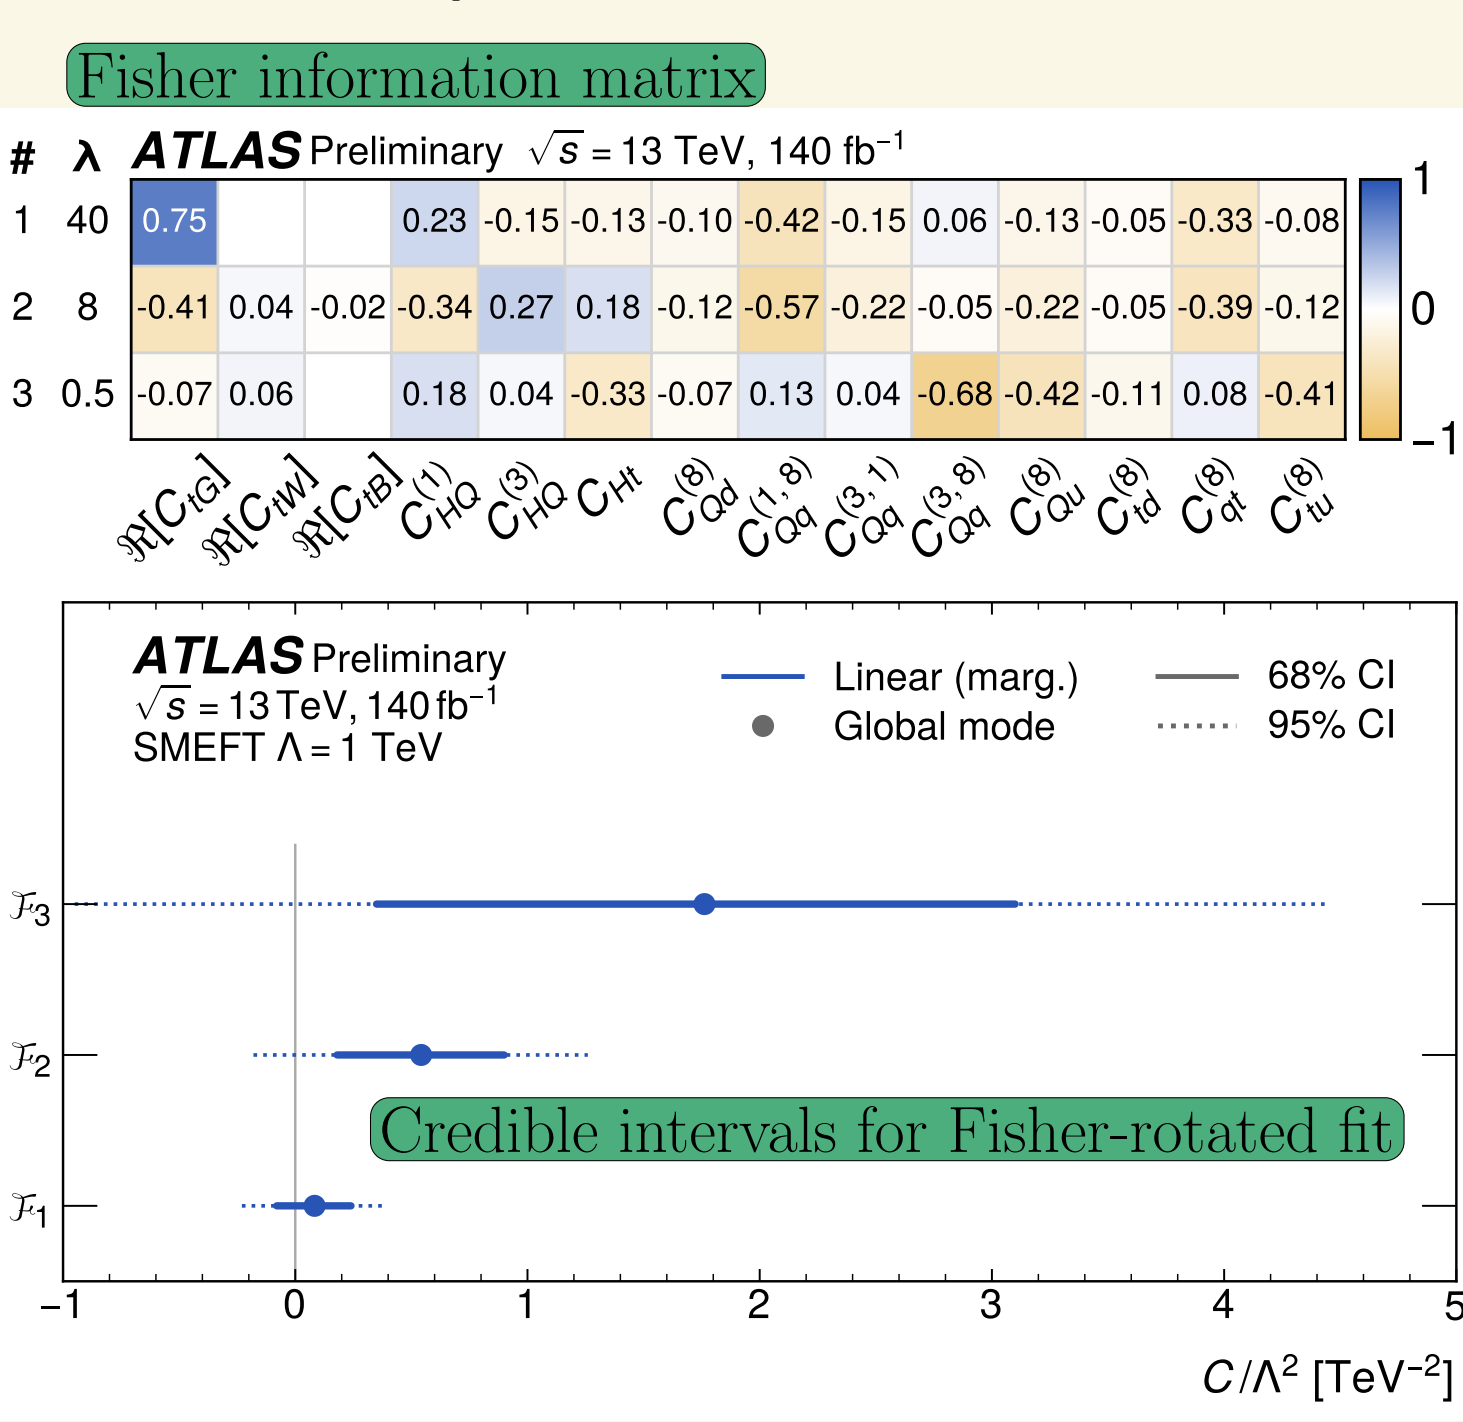 Fisher information matrix
# λ ATLAS Preliminary √s = 13 TeV, 140 fb⁻¹
1 40 0.75 0.23 -0.15 -0.13 -0.10 -0.42 -0.15 0.06 -0.13 -0.05 -0.33 -0.08
2 8 -0.41 0.04 -0.02 -0.34 0.27 0.18 -0.12 -0.57 -0.22 -0.05 -0.22 -0.05 -0.39 -0.12
3 0.5 -0.07 0.06 0.18 0.04 -0.33 -0.07 0.13 0.04 -0.68 -0.42 -0.11 0.08 -0.41
1
0
−1
ℜ[C_tG] ℜ[C_tW] ℜ[C_tB] C_HQ^(1) C_HQ^(3) C_Ht C_Qd^(8) C_Qq^(1, 8) C_Qq^(3, 1) C_Qq^(3, 8) C_Qu^(8) C_td^(8) C_qt^(8) C_tu^(8)
ATLAS Preliminary
√s = 13 TeV, 140 fb⁻¹
SMEFT Λ = 1 TeV
Linear (marg.) 68% CI
Global mode 95% CI
ℱ₃
ℱ₂
Credible intervals for Fisher-rotated fit
ℱ₁
−1 0 1 2 3 4 5
C/Λ² [TeV⁻²]